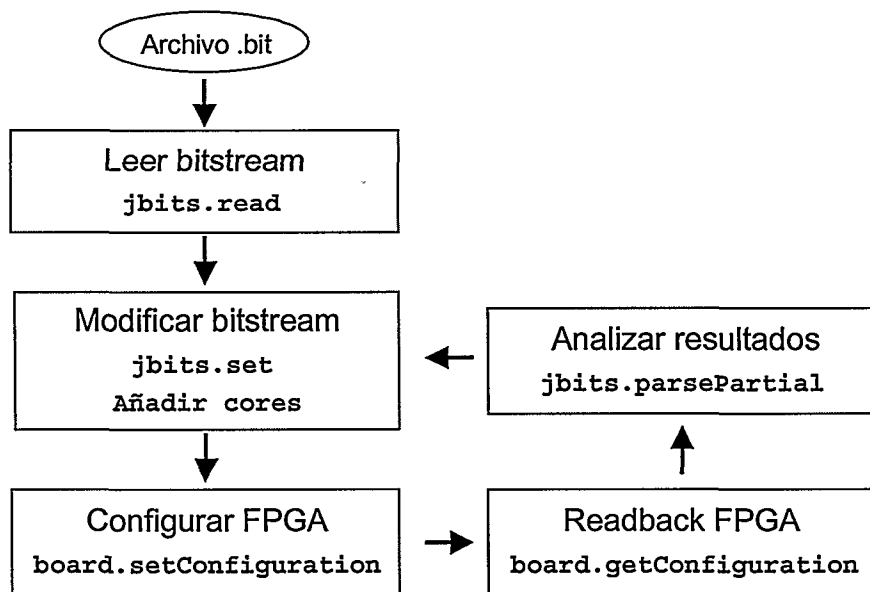 Archivo .bit
Leer bitstream
jbits.read
Modificar bitstream
jbits.set
Añadir cores
Analizar resultados
jbits.parsePartial
Configurar FPGA
board.setConfiguration
Readback FPGA
board.getConfiguration